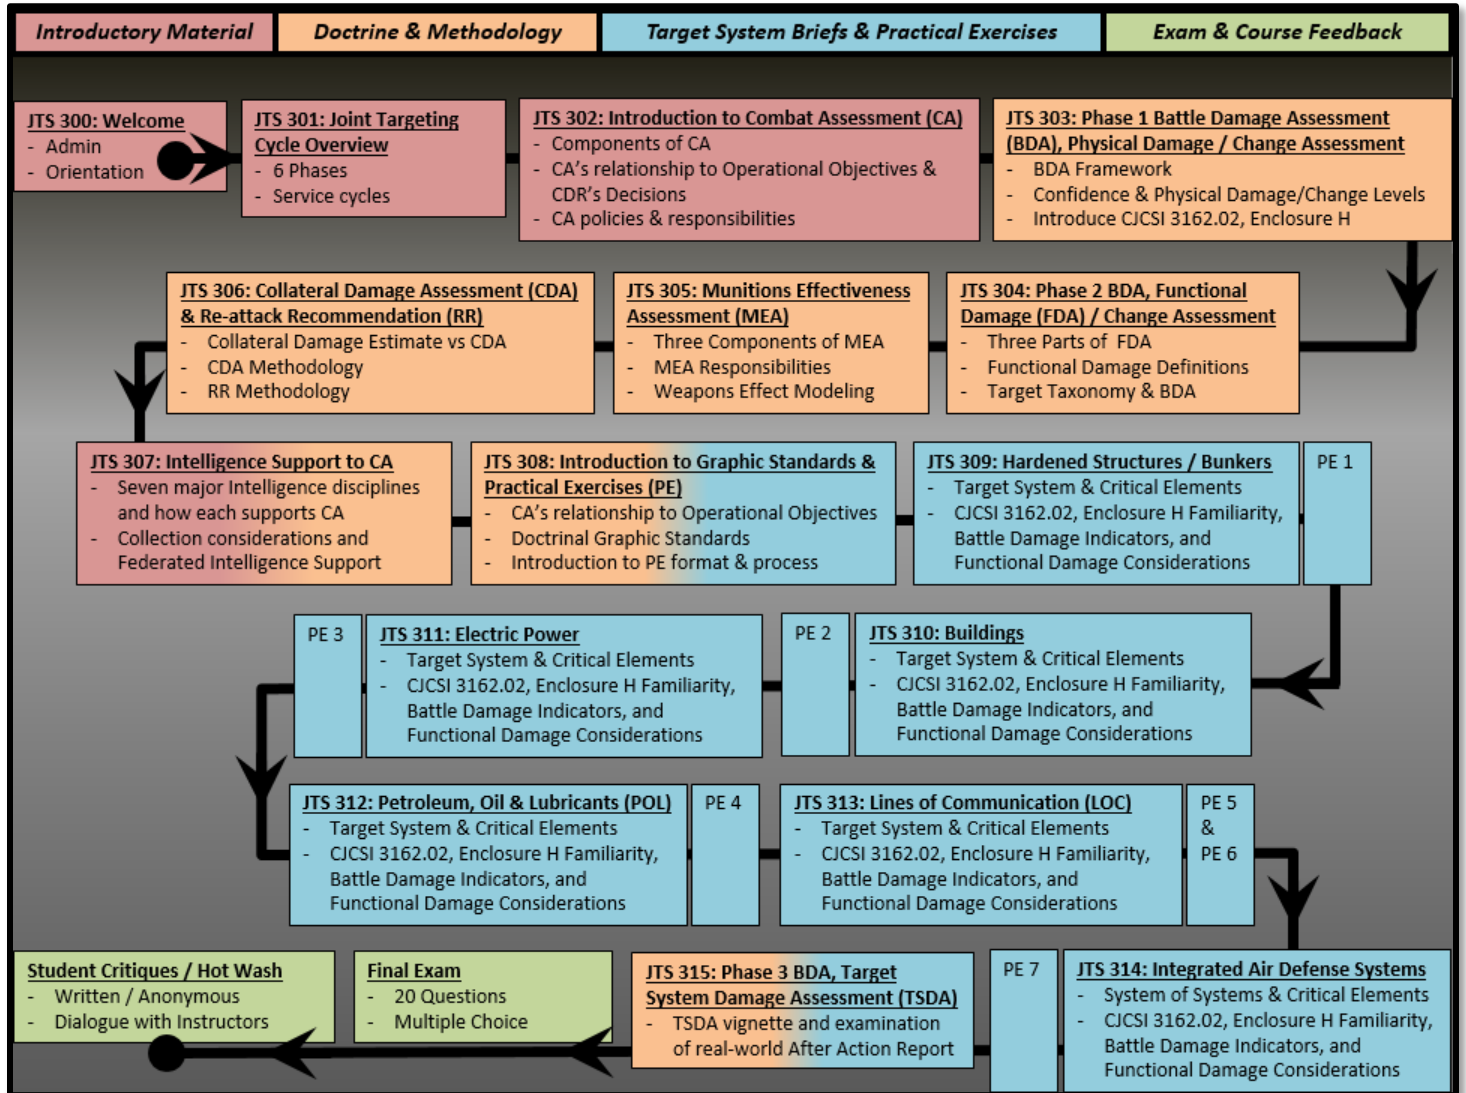 Introductory Material
Doctrine & Methodology
Target System Briefs & Practical Exercises
Exam & Course Feedback
JTS 300: Welcome
- Admin
- Orientation
JTS 301: Joint Targeting
Cycle Overview
- 6 Phases
- Service cycles
JTS 302: Introduction to Combat Assessment (CA)
- Components of CA
- CA's relationship to Operational Objectives &
CDR's Decisions
- CA policies & responsibilities
JTS 303: Phase 1 Battle Damage Assessment
(BDA), Physical Damage / Change Assessment
- BDA Framework
- Confidence & Physical Damage/Change Levels
- Introduce CJCSI 3162.02, Enclosure H
JTS 304: Phase 2 BDA, Functional
Damage (FDA) / Change Assessment
- Three Parts of FDA
- Functional Damage Definitions
- Target Taxonomy & BDA
JTS 305: Munitions Effectiveness
Assessment (MEA)
- Three Components of MEA
- MEA Responsibilities
- Weapons Effect Modeling
JTS 306: Collateral Damage Assessment (CDA)
& Re-attack Recommendation (RR)
- Collateral Damage Estimate vs CDA
- CDA Methodology
- RR Methodology
JTS 307: Intelligence Support to CA
- Seven major Intelligence disciplines
and how each supports CA
- Collection considerations and
Federated Intelligence Support
JTS 308: Introduction to Graphic Standards &
Practical Exercises (PE)
- CA's relationship to Operational Objectives
- Doctrinal Graphic Standards
- Introduction to PE format & process
JTS 309: Hardened Structures / Bunkers
- Target System & Critical Elements
- CJCSI 3162.02, Enclosure H Familiarity,
Battle Damage Indicators, and
Functional Damage Considerations
PE 1
JTS 310: Buildings
- Target System & Critical Elements
- CJCSI 3162.02, Enclosure H Familiarity,
Battle Damage Indicators, and
Functional Damage Considerations
PE 2
JTS 311: Electric Power
- Target System & Critical Elements
- CJCSI 3162.02, Enclosure H Familiarity,
Battle Damage Indicators, and
Functional Damage Considerations
PE 3
JTS 312: Petroleum, Oil & Lubricants (POL)
- Target System & Critical Elements
- CJCSI 3162.02, Enclosure H Familiarity,
Battle Damage Indicators, and
Functional Damage Considerations
PE 4
JTS 313: Lines of Communication (LOC)
- Target System & Critical Elements
- CJCSI 3162.02, Enclosure H Familiarity,
Battle Damage Indicators, and
Functional Damage Considerations
PE 5
&
PE 6
JTS 314: Integrated Air Defense Systems
- System of Systems & Critical Elements
- CJCSI 3162.02, Enclosure H Familiarity,
Battle Damage Indicators, and
Functional Damage Considerations
PE 7
JTS 315: Phase 3 BDA, Target
System Damage Assessment (TSDA)
- TSDA vignette and examination
of real-world After Action Report
Final Exam
- 20 Questions
- Multiple Choice
Student Critiques / Hot Wash
- Written / Anonymous
- Dialogue with Instructors